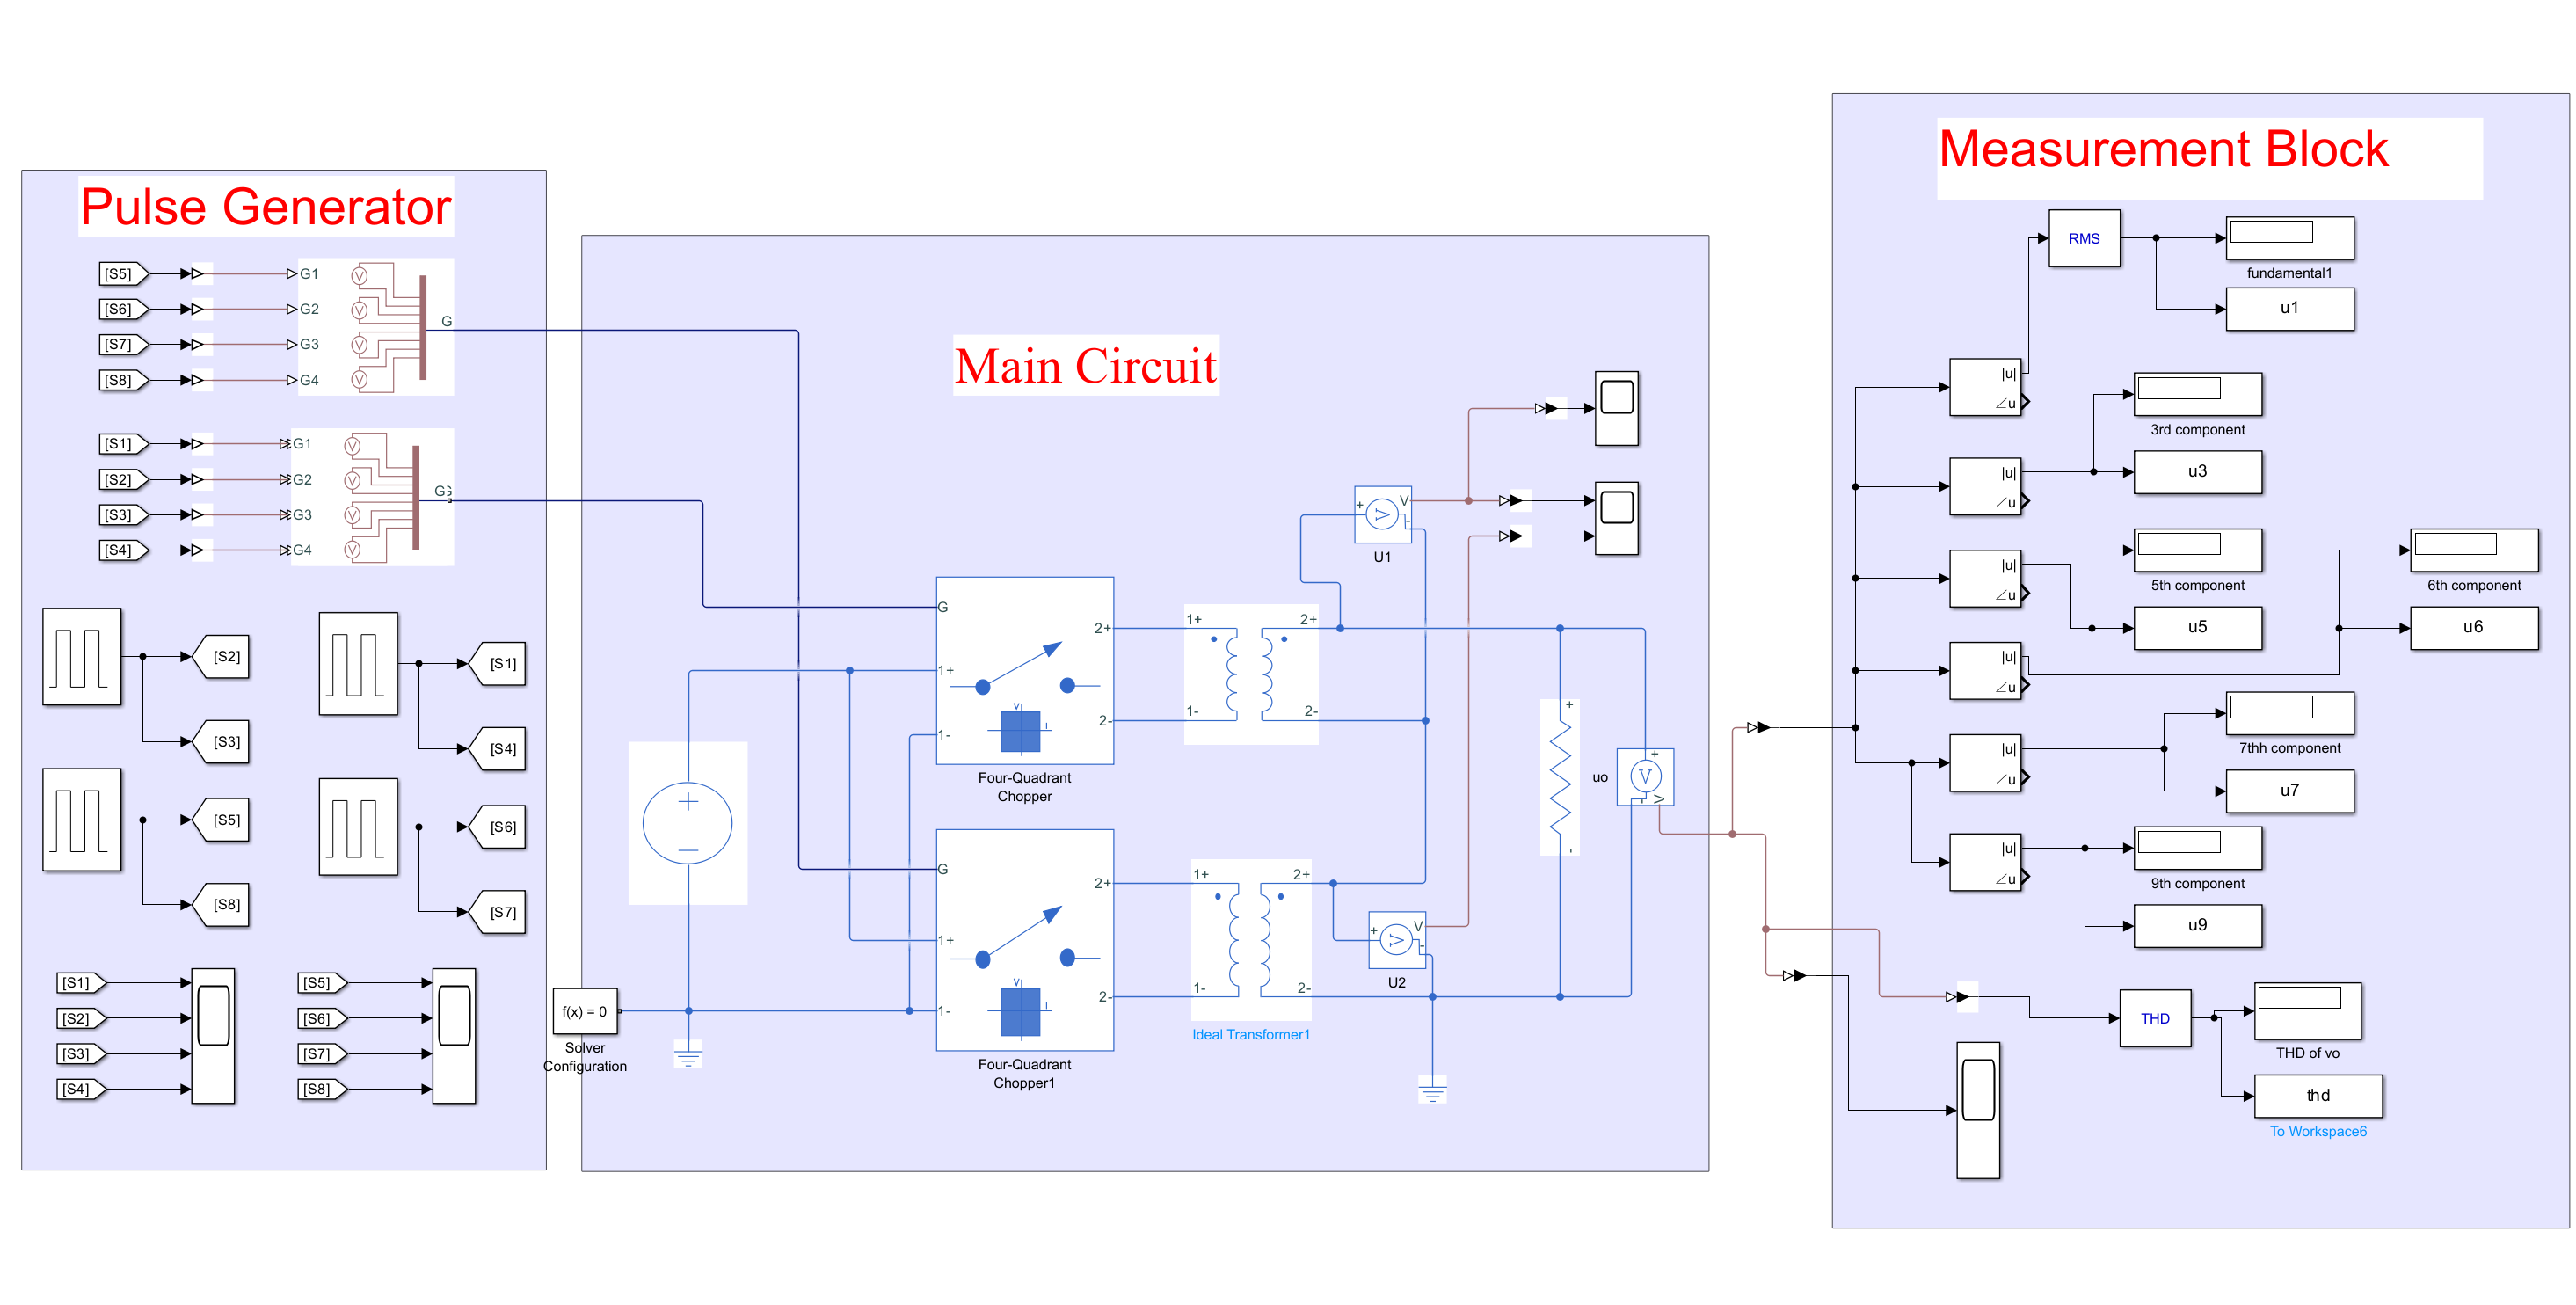 Pulse Generator
[S5]
G1
[S6]
G2
[S7]
G3
[S8]
G4
G
[S1]
G1
[S2]
G2
[S3]
G3
[S4]
G4
G
[S2]
[S3]
[S1]
[S4]
[S5]
[S8]
[S6]
[S7]
[S1]
[S2]
[S3]
[S4]
[S5]
[S6]
[S7]
[S8]
Main Circuit
f(x) = 0
Solver
Configuration
G
1+
1-
2+
2-
Four-Quadrant
Chopper
G
1+
1-
2+
2-
Four-Quadrant
Chopper1
1+
1-
2+
2-
1+
1-
2+
2-
Ideal Transformer1
+
V
-
U1
+
V
-
U2
+
-
uo
+
V
-
V
Measurement Block
RMS
fundamental1
u1
|u|
∠u
3rd component
|u|
∠u
u3
5th component
|u|
∠u
u5
6th component
u6
|u|
∠u
7thh component
|u|
∠u
u7
9th component
|u|
∠u
u9
THD
THD of vo
thd
To Workspace6